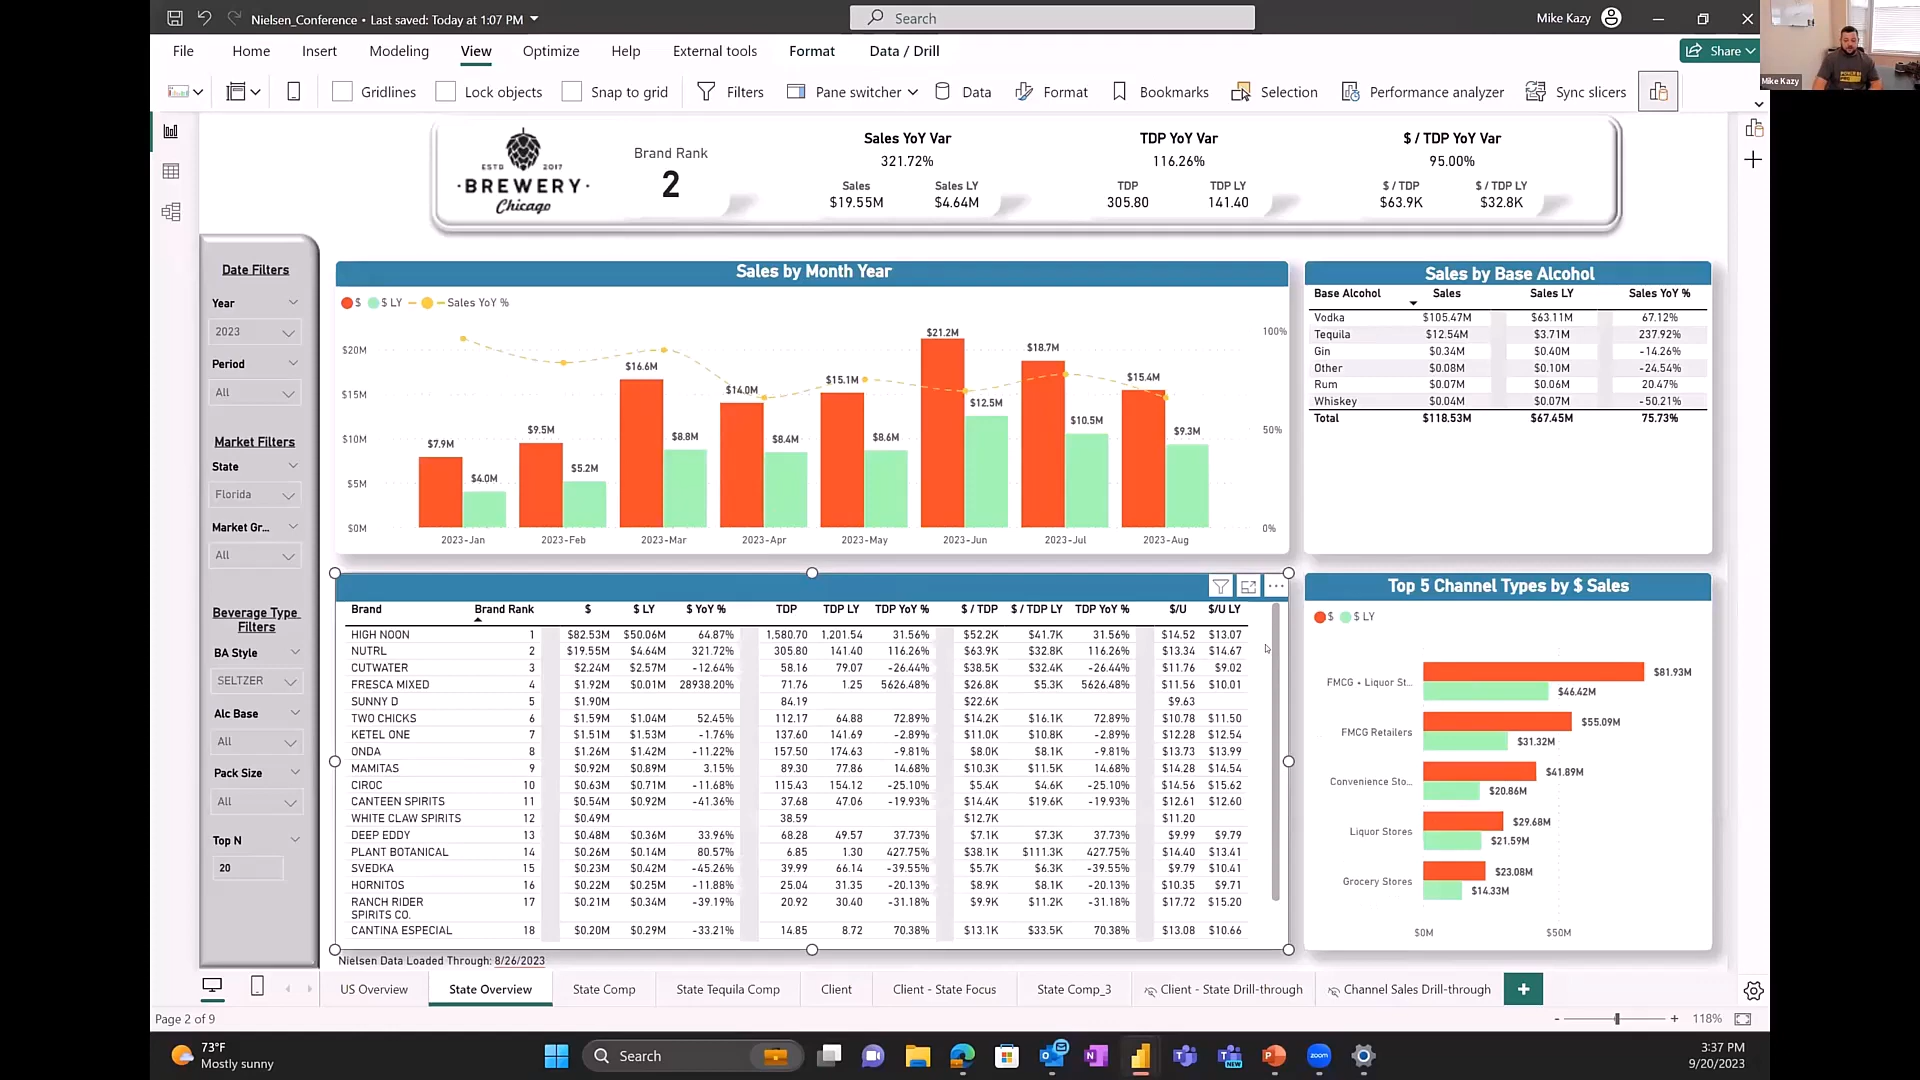 Nielsen_Conference • Last saved: Today at 1:07 PM
Search
Mike Kazy
File Home Insert Format Modeling View Optimize Help External tools Format Data / Drill
Share
Gridlines Lock objects Snap to grid Filters Pane switcher Data Format Bookmarks Selection Performance analyzer Sync slicers
Mike Kazy
ESTD 2017
·BREWERY·
Chicago
Brand Rank
2
Sales YoY Var
321.72%
Sales Sales LY
$19.55M $4.64M
TDP YoY Var
116.26%
TDP TDP LY
305.80 141.40
$ / TDP YoY Var
95.00%
$ / TDP $ / TDP LY
$63.9K $32.8K
Date Filters
Year
2023
Period
All
Market Filters
State
Florida
Market Gr...
All
Beverage Type
Filters
BA Style
SELTZER
Alc Base
All
Pack Size
All
Top N
20
Sales by Month Year
$ $ LY Sales YoY %
$20M
$15M
$10M
$5M
$0M
100%
50%
0%
$7.9M $4.0M
$9.5M $5.2M
$16.6M $8.8M
$14.0M $8.4M
$15.1M $8.6M
$21.2M $12.5M
$18.7M $10.5M
$15.4M $9.3M
2023-Jan 2023-Feb 2023-Mar 2023-Apr 2023-May 2023-Jun 2023-Jul 2023-Aug
Sales by Base Alcohol
Base Alcohol Sales Sales LY Sales YoY %
Vodka $105.47M $63.11M 67.12%
Tequila $12.54M $3.71M 237.92%
Gin $0.34M $0.40M -14.26%
Other $0.08M $0.10M -24.54%
Rum $0.07M $0.06M 20.47%
Whiskey $0.04M $0.07M -50.21%
Total $118.53M $67.45M 75.73%
Brand Brand Rank $ $ LY $ YoY % TDP TDP LY TDP YoY % $ / TDP $ / TDP LY TDP YoY % $/U $/U LY
HIGH NOON 1 $82.53M $50.06M 64.87% 1,580.70 1,201.54 31.56% $52.2K $41.7K 31.56% $14.52 $13.07
NUTRL 2 $19.55M $4.64M 321.72% 305.80 141.40 116.26% $63.9K $32.8K 116.26% $13.34 $14.67
CUTWATER 3 $2.24M $2.57M -12.64% 58.16 79.07 -26.44% $38.5K $32.4K -26.44% $11.76 $9.02
FRESCA MIXED 4 $1.92M $0.01M 28938.20% 71.76 1.25 5626.48% $26.8K $5.3K 5626.48% $11.56 $10.01
SUNNY D 5 $1.90M 84.19 $22.6K $9.63
TWO CHICKS 6 $1.59M $1.04M 52.45% 112.17 64.88 72.89% $14.2K $16.1K 72.89% $10.78 $11.50
KETEL ONE 7 $1.51M $1.53M -1.76% 137.60 141.69 -2.89% $11.0K $10.8K -2.89% $12.28 $12.54
ONDA 8 $1.26M $1.42M -11.22% 157.50 174.63 -9.81% $8.0K $8.1K -9.81% $13.73 $13.99
MAMITAS 9 $0.92M $0.89M 3.15% 89.30 77.86 14.68% $10.3K $11.5K 14.68% $14.28 $14.54
CIROC 10 $0.63M $0.71M -11.68% 115.43 154.12 -25.10% $5.4K $4.6K -25.10% $14.56 $15.62
CANTEEN SPIRITS 11 $0.54M $0.92M -41.36% 37.68 47.06 -19.93% $14.4K $19.6K -19.93% $12.61 $12.60
WHITE CLAW SPIRITS 12 $0.49M 38.59 $12.7K $11.20
DEEP EDDY 13 $0.48M $0.36M 33.96% 68.28 49.57 37.73% $7.1K $7.3K 37.73% $9.99 $9.79
PLANT BOTANICAL 14 $0.26M $0.14M 80.57% 6.85 1.30 427.75% $38.1K $111.3K 427.75% $14.40 $13.41
SVEDKA 15 $0.23M $0.42M -45.26% 39.99 66.14 -39.55% $5.7K $6.3K -39.55% $9.79 $10.41
HORNITOS 16 $0.22M $0.25M -11.88% 25.04 31.35 -20.13% $8.9K $8.1K -20.13% $10.35 $9.71
RANCH RIDER 17 $0.21M $0.34M -39.19% 20.92 30.40 -31.18% $9.9K $11.2K -31.18% $17.72 $15.20
SPIRITS CO.
CANTINA ESPECIAL 18 $0.20M $0.29M -33.21% 14.85 8.72 70.38% $13.1K $33.5K 70.38% $13.08 $10.66
Top 5 Channel Types by $ Sales
$ $ LY
FMCG + Liquor St... $81.93M
$46.42M
FMCG Retailers $55.09M
$31.32M
Convenience Sto... $41.89M
$20.86M
Liquor Stores $29.68M
$21.59M
Grocery Stores $23.08M
$14.33M
$0M $50M
Nielsen Data Loaded Through: 8/26/2023
US Overview State Overview State Comp State Tequila Comp Client Client - State Focus State Comp_3 Client - State Drill-through Channel Sales Drill-through
Page 2 of 9
118%
73°F
Mostly sunny
Search
zoom
NEW
3:37 PM
9/20/2023